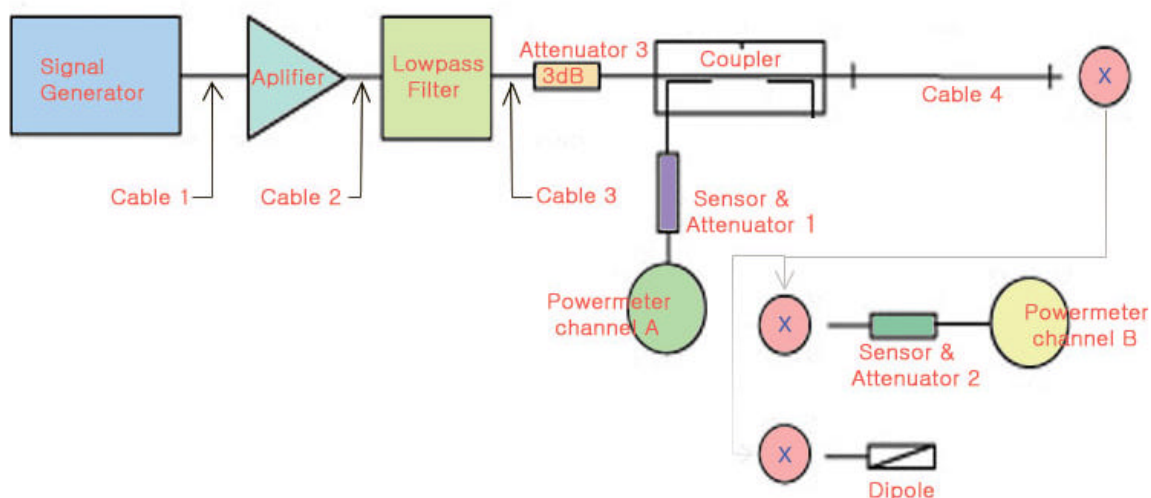 Signal
Generator
Aplifier
Lowpass
Filter
Attenuator 3
3dB
Coupler
Cable 4
X
Cable 1
Cable 2
Cable 3
Sensor &
Attenuator 1
Powermeter
channel A
X
Sensor &
Attenuator 2
Powermeter
channel B
X
Dipole